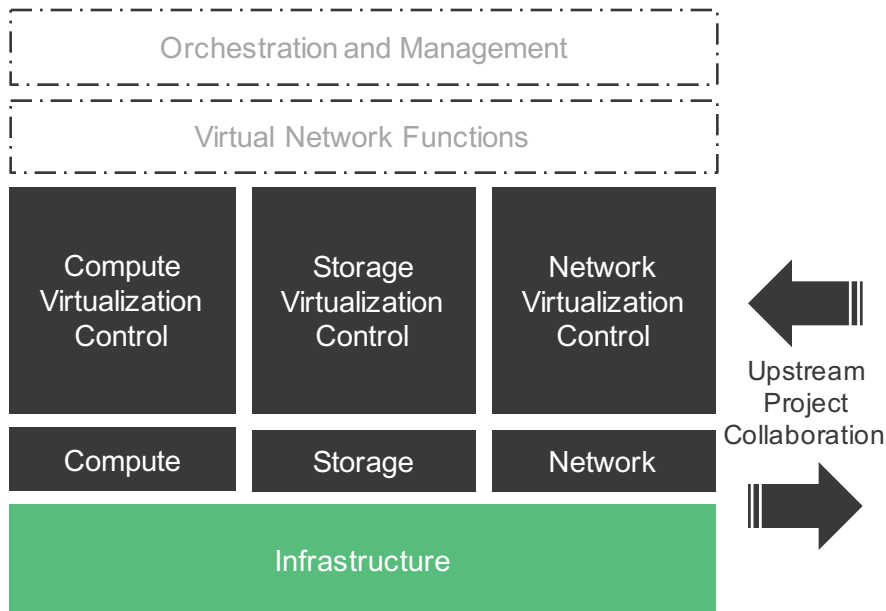 Orchestration and Management
Virtual Network Functions
Compute
Virtualization
Control
Storage
Virtualization
Control
Network
Virtualization
Control
Compute
Storage
Network
Infrastructure
Upstream
Project
Collaboration